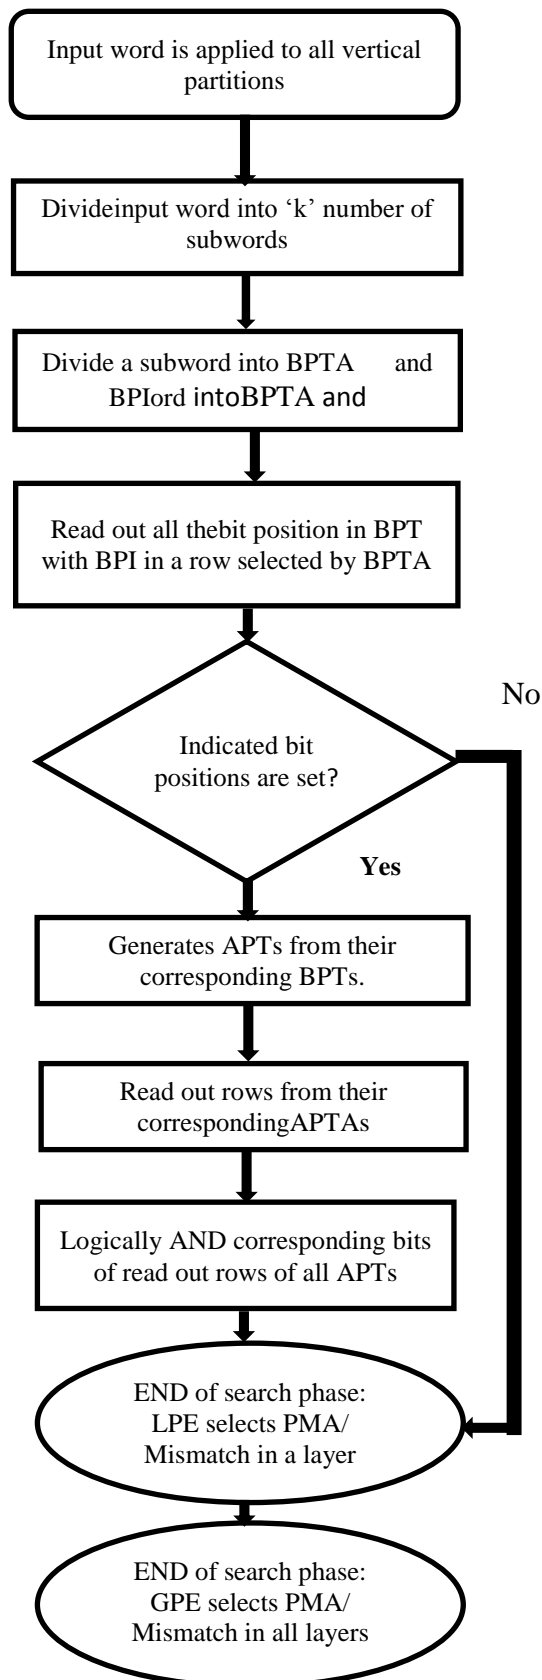 Input word is applied to all vertical
partitions
Divideinput word into ‘k’ number of
subwords
Divide a subword into BPTA and
BPIord intoBPTA and
Read out all thebit position in BPT
with BPI in a row selected by BPTA
No
Indicated bit
positions are set?
Yes
Generates APTs from their
corresponding BPTs.
Read out rows from their
correspondingAPTAs
Logically AND corresponding bits
of read out rows of all APTs
END of search phase:
LPE selects PMA/
Mismatch in a layer
END of search phase:
GPE selects PMA/
Mismatch in all layers